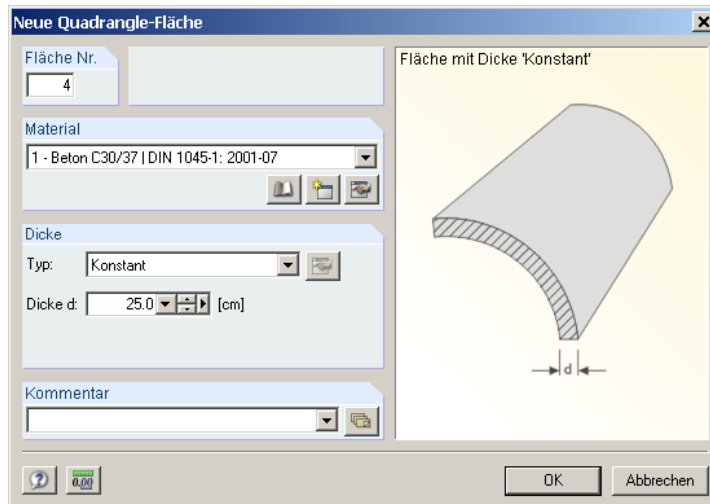 Neue Quadrangle-Fläche
Fläche Nr.
4
Material
1 - Beton C30/37 | DIN 1045-1: 2001-07
Dicke
Typ: Konstant
Dicke d: 25.0 [cm]
Kommentar
Fläche mit Dicke 'Konstant'
d
0.00
OK Abbrechen